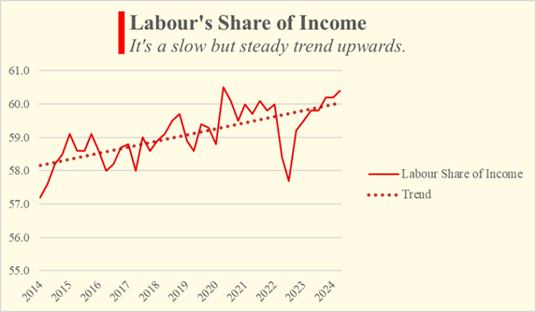 Labour's Share of Income
It's a slow but steady trend upwards.
61.0
60.0
59.0
58.0
57.0
56.0
55.0
2014 2015 2016 2017 2018 2019 2020 2021 2022 2023 2024
Labour Share of Income
Trend